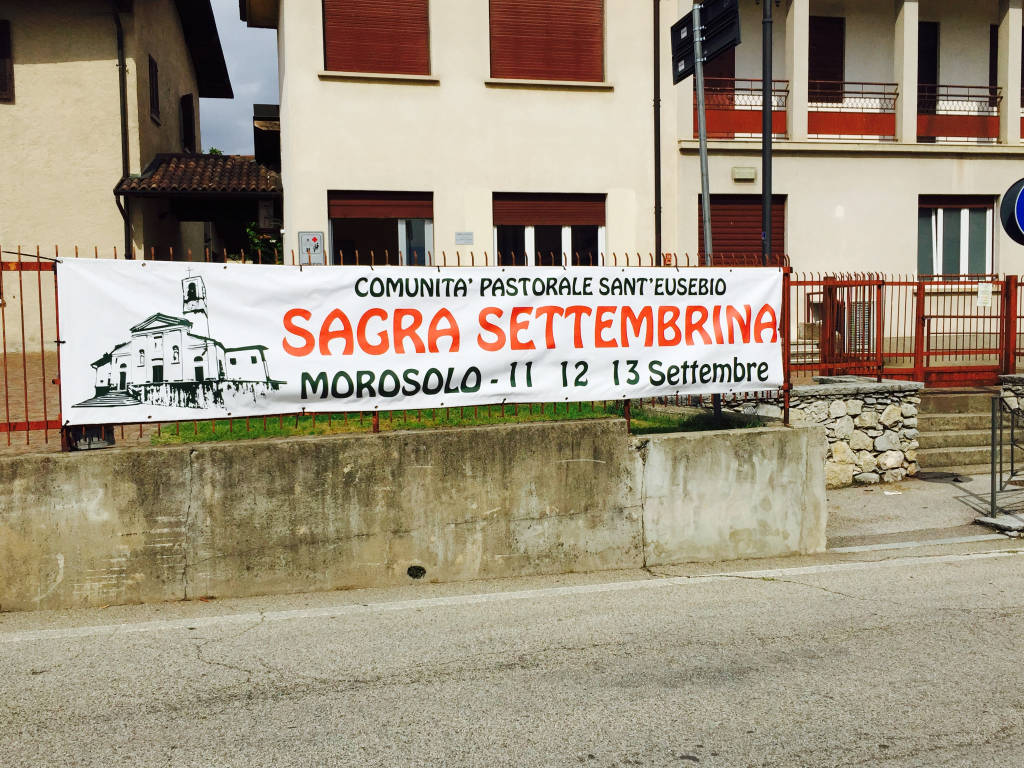 COMUNITA' PASTORALE SANT'EUSEBIO
SAGRA SETTEMBRINA
MOROSOLO - 11 12 13 Settembre